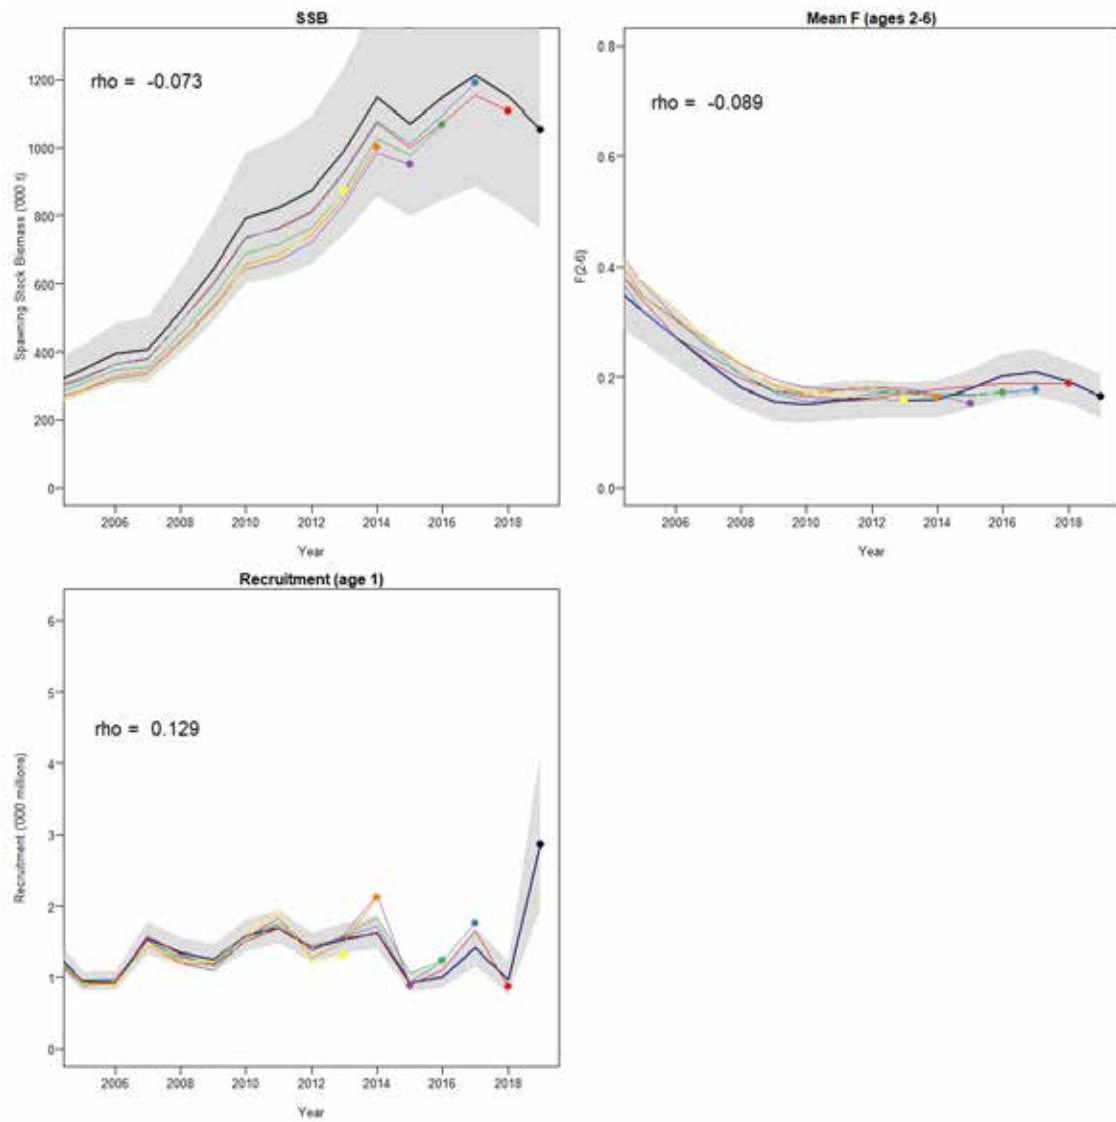 SSB
rho = -0.073
1200
1000
800
600
400
200
0
Spawning Stock Biomass ('000 t)
2006 2008 2010 2012 2014 2016 2018
Year
Mean F (ages 2-6)
rho = -0.089
0.8
0.6
0.4
0.2
0.0
F(2-6)
2006 2008 2010 2012 2014 2016 2018
Year
Recruitment (age 1)
rho = 0.129
6
5
4
3
2
1
0
Recruitment ('000 millions)
2006 2008 2010 2012 2014 2016 2018
Year